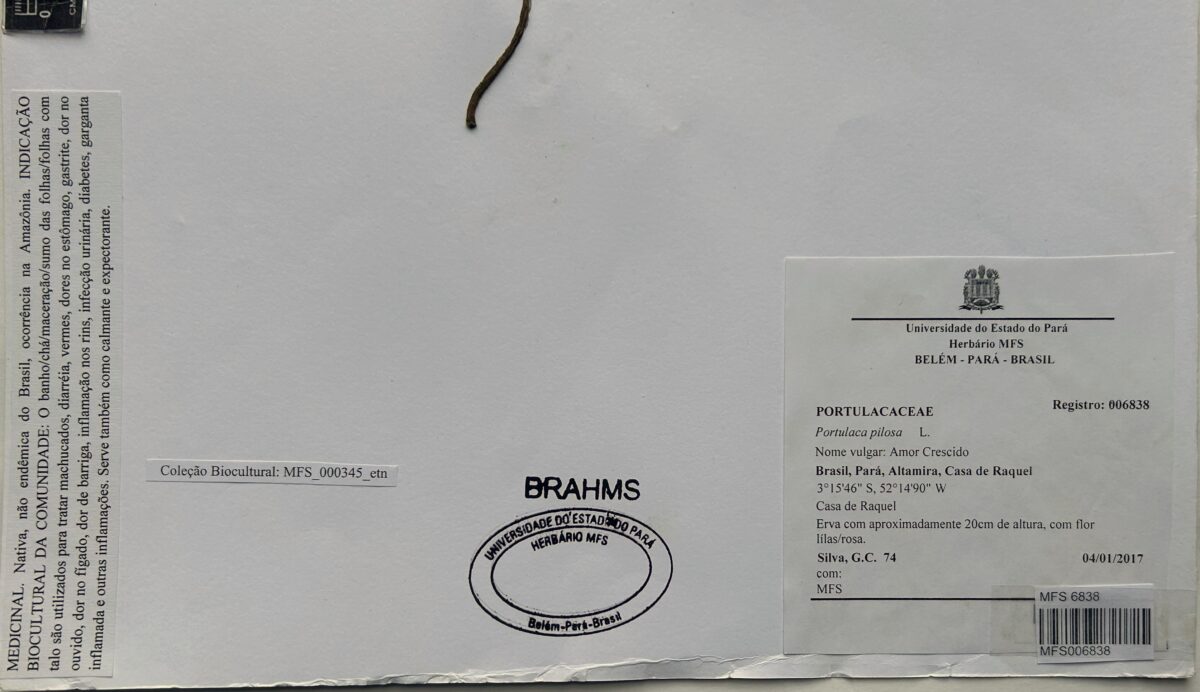 0
CM
MEDICINAL. Nativa, não endêmica do Brasil, ocorrência na Amazônia. INDICAÇÃO
BIOCULTURAL DA COMUNIDADE: O banho/chá/maceração/sumo das folhas/folhas com
talo são utilizados para tratar machucados, diarréia, vermes, dores no estômago, gastrite, dor no
ouvido, dor no figado, dor de barriga, inflamação nos rins, infecção urinária, diabetes, garganta
inflamada e outras inflamações. Serve também como calmante e expectorante.
Coleção Biocultural: MFS_000345_etn
BRAHMS
UNIVERSIDADE DO ESTADO DO PARÁ
HERBÁRIO MFS
Belém-Pará-Brasil
Universidade do Estado do Pará
Herbário MFS
BELÉM - PARÁ - BRASIL
Registro: 006838
PORTULACACEAE
Portulaca pilosa L.
Nome vulgar: Amor Crescido
Brasil, Pará, Altamira, Casa de Raquel
3°15'46" S, 52°14'90" W
Casa de Raquel
Erva com aproximadamente 20cm de altura, com flor
lílas/rosa.
Silva, G.C. 74 04/01/2017
com:
MFS
MFS 6838
MFS006838